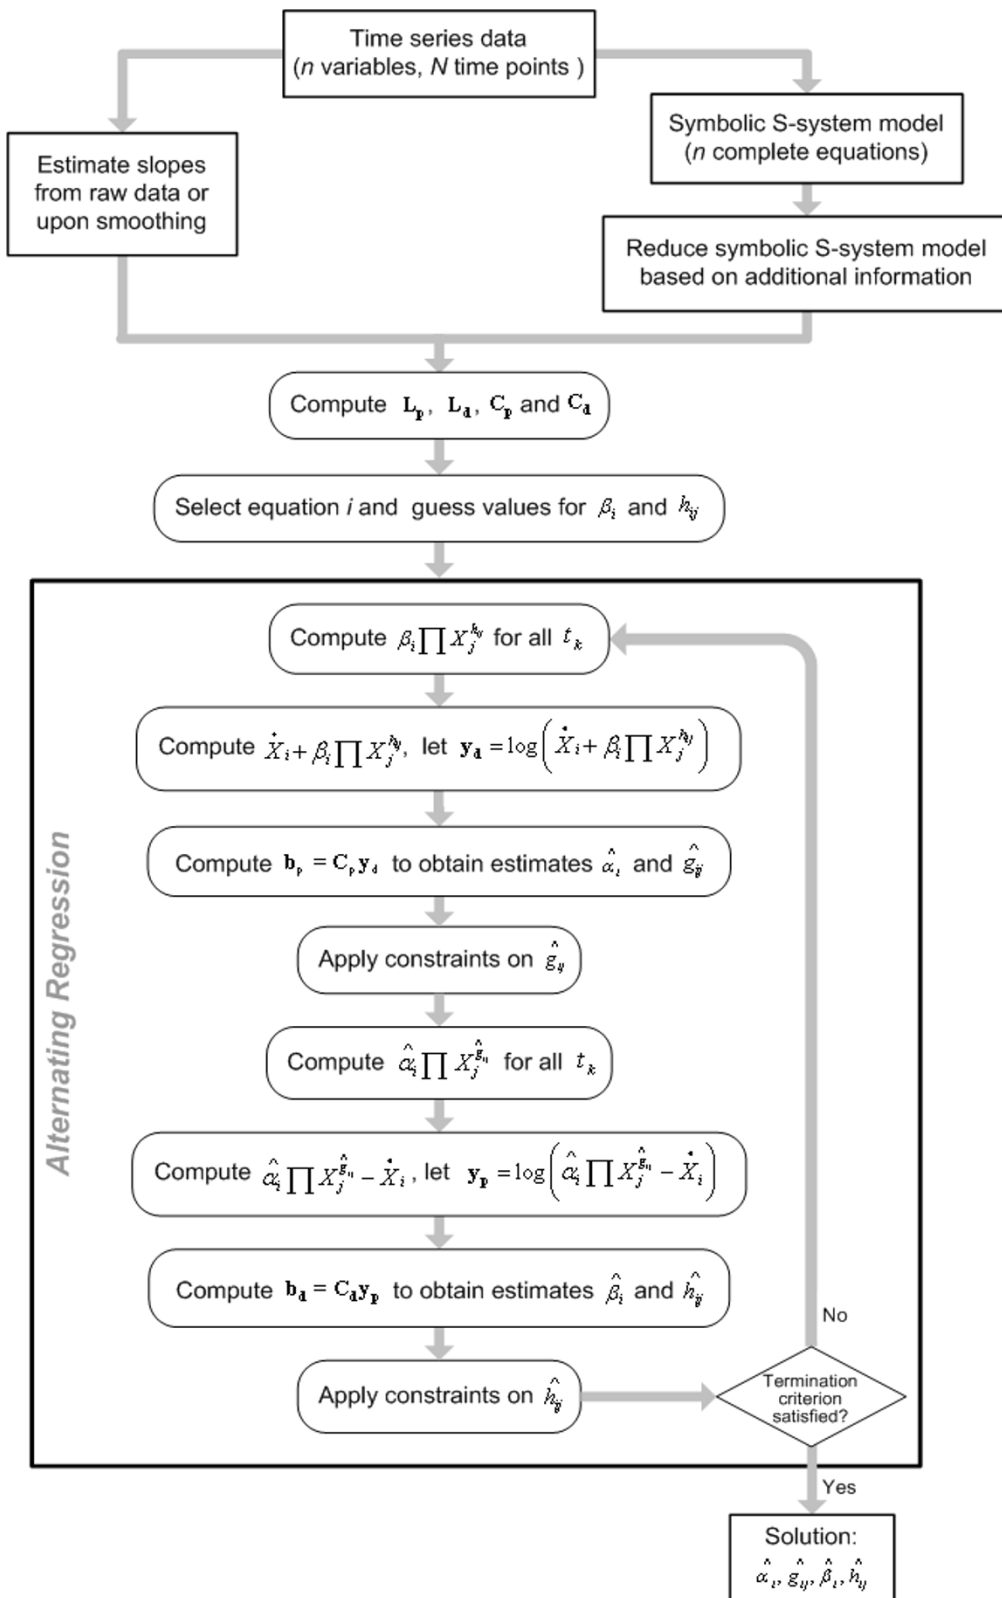 Time series data
(n variables, N time points )
Estimate slopes
from raw data or
upon smoothing
Symbolic S-system model
(n complete equations)
Reduce symbolic S-system model
based on additional information
Compute L_p, L_d, C_p and C_d
Select equation i and guess values for β_i and h_ij
Alternating Regression
Compute β_i ∏ X_j^{h_ij} for all t_k
Compute Ẋ_i + β_i ∏ X_j^{h_ij}, let y_d = log(Ẋ_i + β_i ∏ X_j^{h_ij})
Compute b_p = C_p y_d to obtain estimates α̂_i and ĝ_ij
Apply constraints on ĝ_ij
Compute α̂_i ∏ X_j^{ĝ_ij} for all t_k
Compute α̂_i ∏ X_j^{ĝ_ij} − Ẋ_i, let y_p = log(α̂_i ∏ X_j^{ĝ_ij} − Ẋ_i)
Compute b_d = C_d y_p to obtain estimates β̂_i and ĥ_ij
Apply constraints on ĥ_ij
No
Termination
criterion
satisfied?
Yes
Solution:
α̂_i, ĝ_ij, β̂_i, ĥ_ij